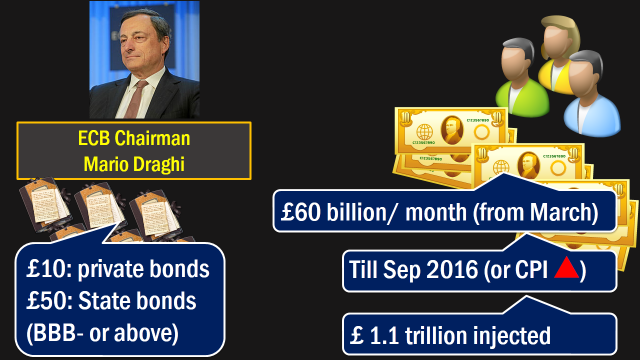 ECB Chairman
Mario Draghi
£10: private bonds
£50: State bonds
(BBB- or above)
£60 billion/ month (from March)
Till Sep 2016 (or CPI 🔺)
£ 1.1 trillion injected